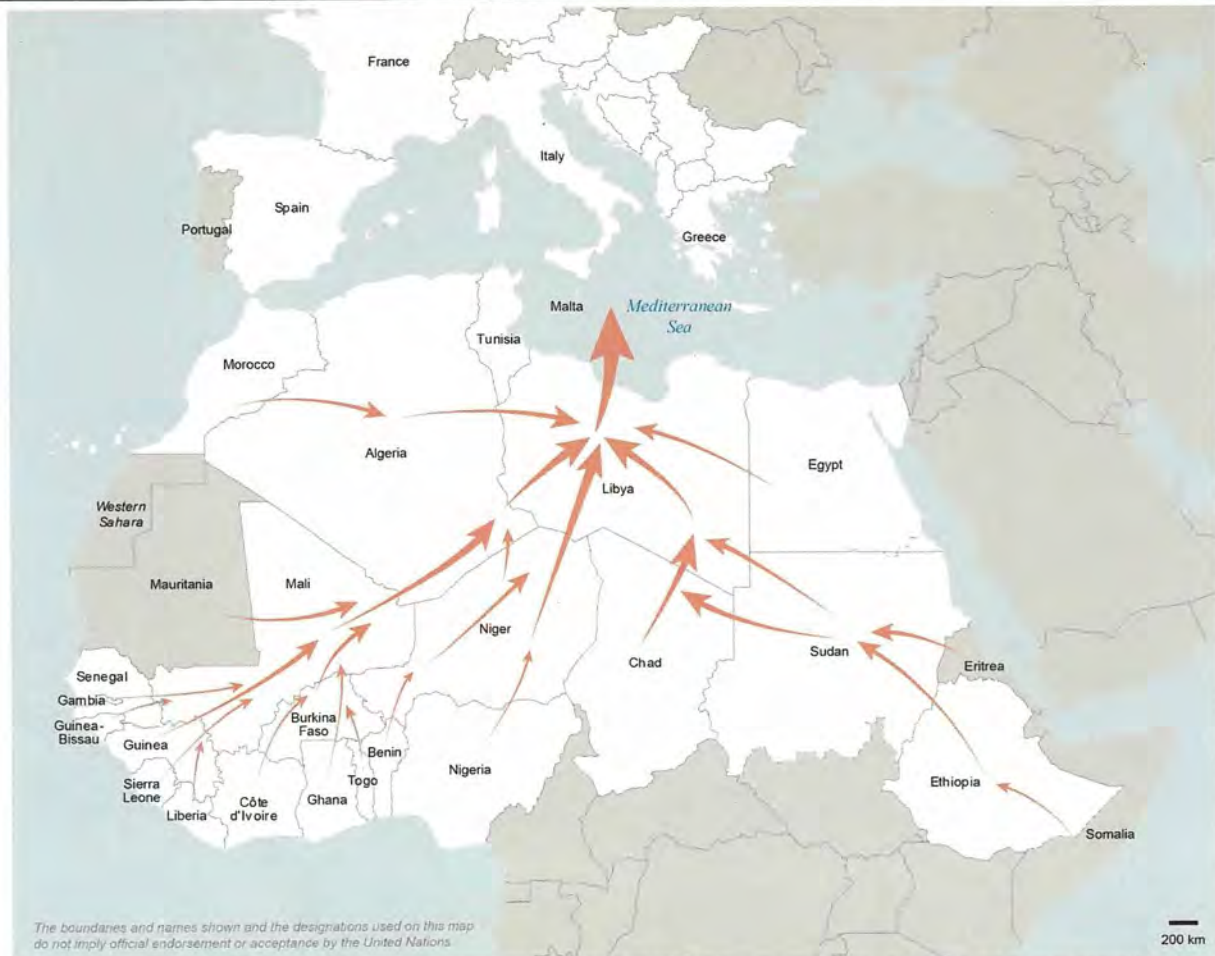 France
Italy
Spain
Portugal
Greece
Malta
Mediterranean
Sea
Tunisia
Morocco
Algeria
Libya
Egypt
Western
Sahara
Mauritania
Mali
Niger
Chad
Sudan
Eritrea
Senegal
Gambia
Guinea-
Bissau
Guinea
Burkina
Faso
Benin
Nigeria
Togo
Ghana
Sierra
Leone
Liberia
Côte
d'Ivoire
Ethiopia
Somalia
The boundaries and names shown and the designations used on this map
do not imply official endorsement or acceptance by the United Nations.
200 km